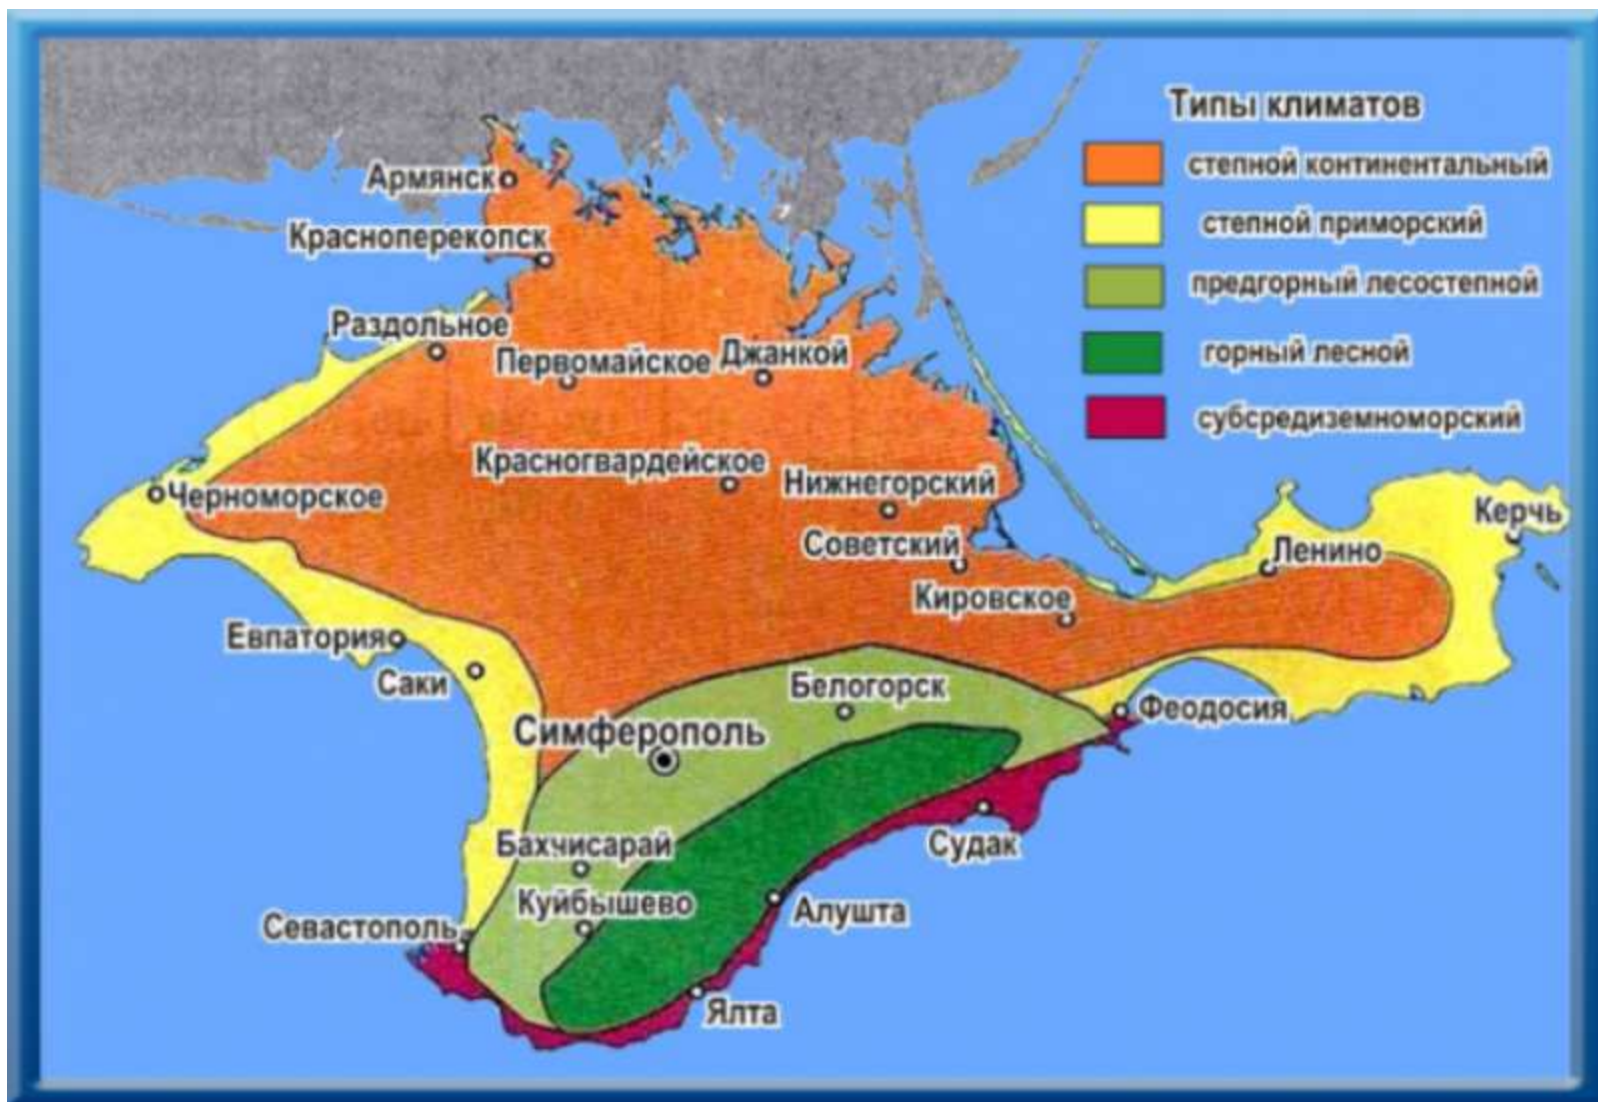 Типы климатов
степной континентальный
степной приморский
предгорный лесостепной
горный лесной
субсредиземноморский
Армянск
Красноперекопск
Раздольное
Первомайское
Джанкой
Красногвардейское
Нижнегорский
Черноморское
Керчь
Советский
Ленино
Кировское
Евпатория
Саки
Белогорск
Феодосия
Симферополь
Бахчисарай
Судак
Куйбышево
Алушта
Севастополь
Ялта